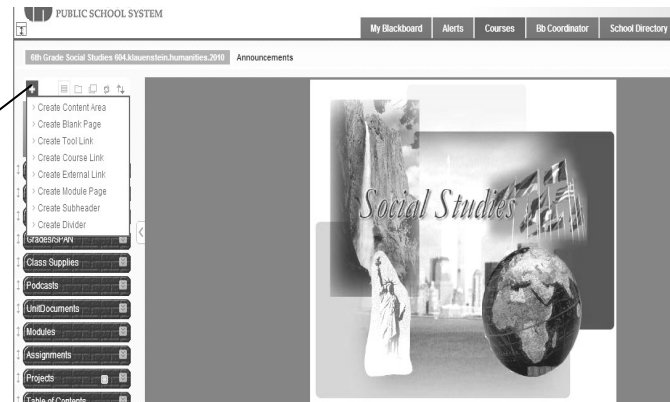 PUBLIC SCHOOL SYSTEM
My Blackboard Alerts Courses Bb Coordinator School Directory
6th Grade Social Studies 604.klauenstein.humanities.2010 Announcements
> Create Content Area
> Create Blank Page
> Create Tool Link
> Create Course Link
> Create External Link
> Create Module Page
> Create Subheader
> Create Divider
Grades/SPAN
Class Supplies
Podcasts
UnitDocuments
Modules
Assignments
Projects
Table of Contents
Social Studies